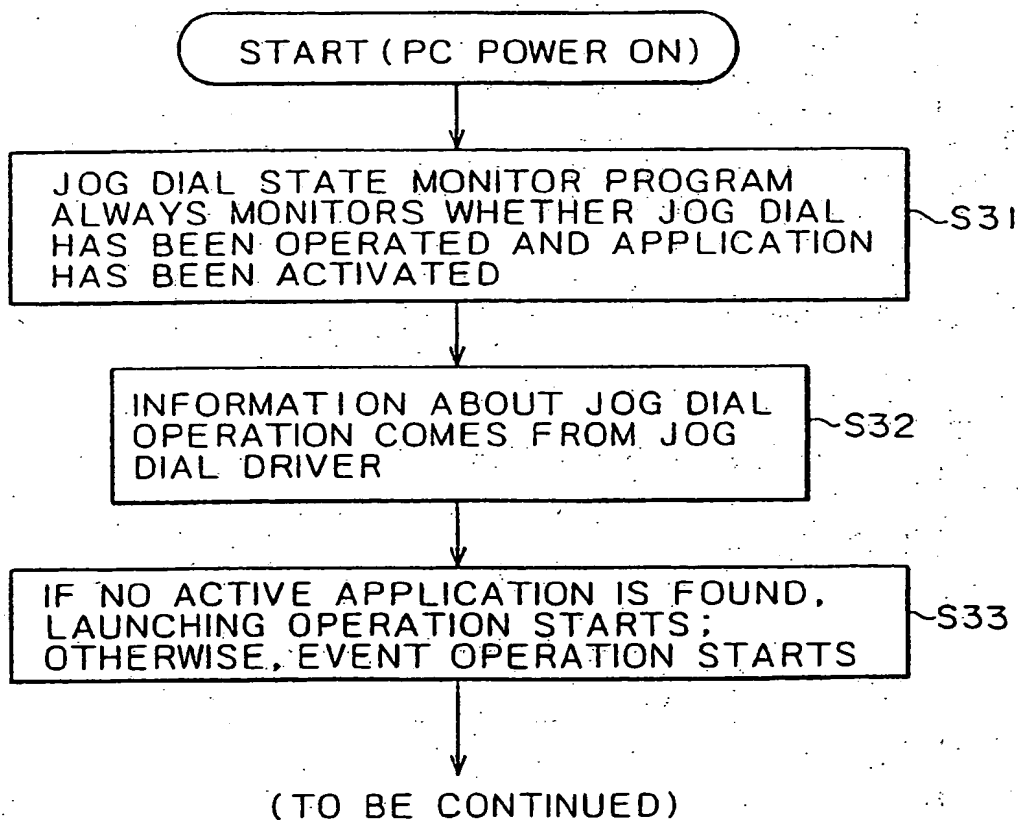 START (PC POWER ON)
JOG DIAL STATE MONITOR PROGRAM
ALWAYS MONITORS WHETHER JOG DIAL
HAS BEEN OPERATED AND APPLICATION
HAS BEEN ACTIVATED
S31
INFORMATION ABOUT JOG DIAL
OPERATION COMES FROM JOG
DIAL DRIVER
S32
IF NO ACTIVE APPLICATION IS FOUND,
LAUNCHING OPERATION STARTS;
OTHERWISE, EVENT OPERATION STARTS
S33
(TO BE CONTINUED)